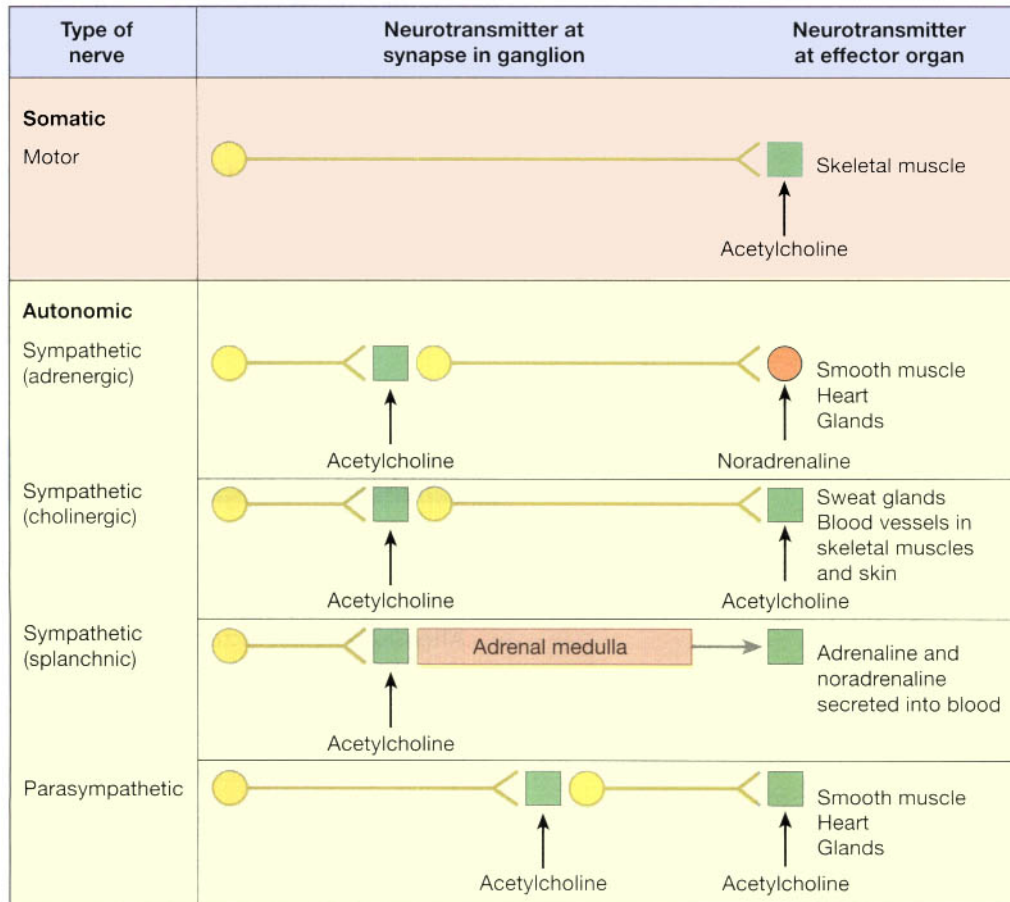 Type of
nerve
Neurotransmitter at
synapse in ganglion
Neurotransmitter
at effector organ
Somatic
Motor
Skeletal muscle
Acetylcholine
Autonomic
Sympathetic
(adrenergic)
Smooth muscle
Heart
Glands
Acetylcholine
Noradrenaline
Sympathetic
(cholinergic)
Sweat glands
Blood vessels in
skeletal muscles
and skin
Acetylcholine
Acetylcholine
Sympathetic
(splanchnic)
Adrenal medulla
Adrenaline and
noradrenaline
secreted into blood
Acetylcholine
Parasympathetic
Smooth muscle
Heart
Glands
Acetylcholine
Acetylcholine